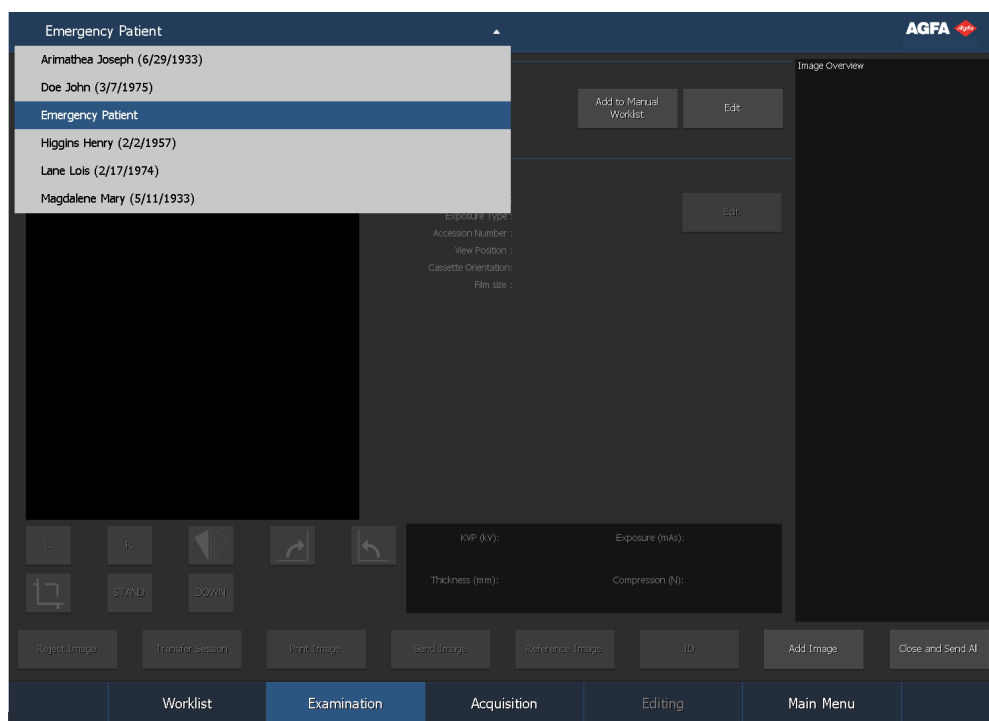 Emergency Patient
AGFA
Agfa
Arimathea Joseph (6/29/1933)
Doe John (3/7/1975)
Emergency Patient
Higgins Henry (2/2/1957)
Lane Lois (2/17/1974)
Magdalene Mary (5/11/1933)
Add to Manual
Worklist
Edit
Image Overview
Edit
Exposure Type :
Accession Number :
View Position :
Cassette Orientation:
Film size :
L
R
STAND
DOWN
KVP (kV):
Exposure (mAs):
Thickness (mm):
Compression (N):
Reject Image
Transfer Session
Print Image
Send Image
Reference Image
ID
Add Image
Close and Send Al
Worklist
Examination
Acquisition
Editing
Main Menu